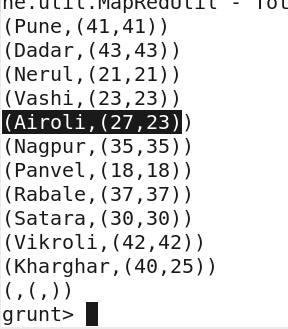 ne.util.MapRedUtil - Tot
(Pune,(41,41))
(Dadar,(43,43))
(Nerul,(21,21))
(Vashi,(23,23))
(Airoli,(27,23))
(Nagpur,(35,35))
(Panvel,(18,18))
(Rabale,(37,37))
(Satara,(30,30))
(Vikroli,(42,42))
(Kharghar,(40,25))
(,(,))
grunt>